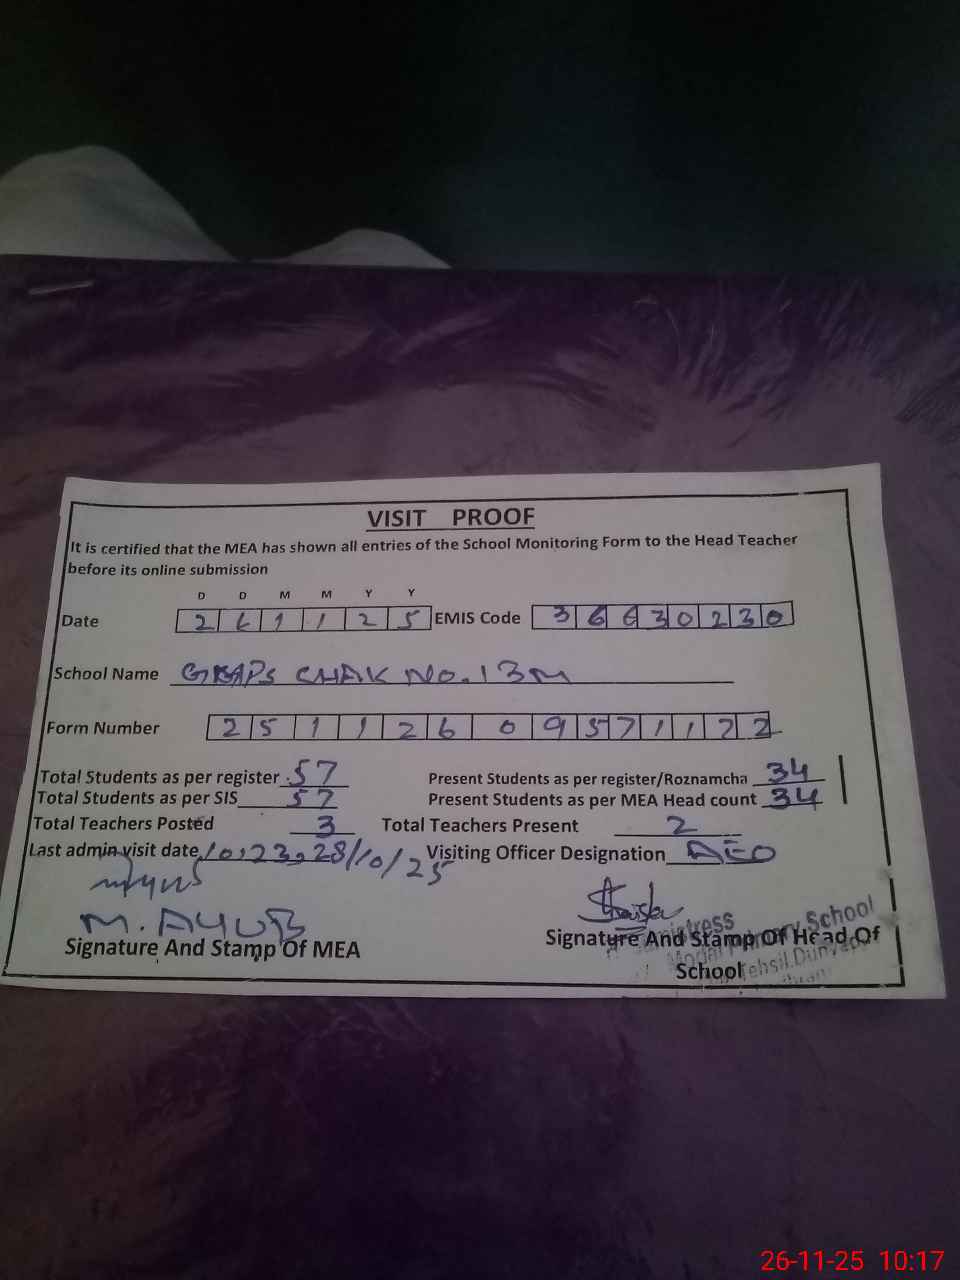 VISIT PROOF
It is certified that the MEA has shown all entries of the School Monitoring Form to the Head Teacher
before its online submission
D D M M Y Y
Date 2 6 1 1 2 5 EMIS Code 3 6 6 3 0 2 3 0
School Name CHAK NO. 13M
Form Number 2 5 1 1 2 6 0 9 5 7 1 1 2 2
Total Students as per register 57 Present Students as per register/Roznamcha 34
Total Students as per SIS 57 Present Students as per MEA Head count 34
Total Teachers Posted 3 Total Teachers Present 2
Last admin visit date 10,23,28/10/25 Visiting Officer Designation AEO
M. AYUB
Signature And Stamp Of MEA
Signature And Stamp Of Head Of
School
Primary School
Tehsil
26-11-25 10:17